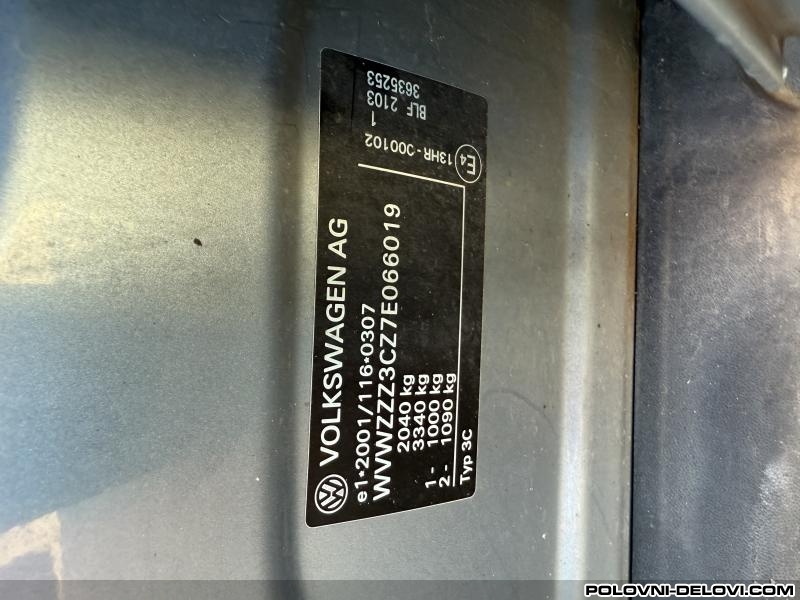 VOLKSWAGEN AG
e1*2001/116*0307
WVWZZZ3CZ7E066019
2040 kg
3340 kg
1 - 1000 kg
2 - 1090 kg
Typ 3C
E4
13HR - 000102
1
BLF 2103
3635253
POLOVNI-DELOVI.COM